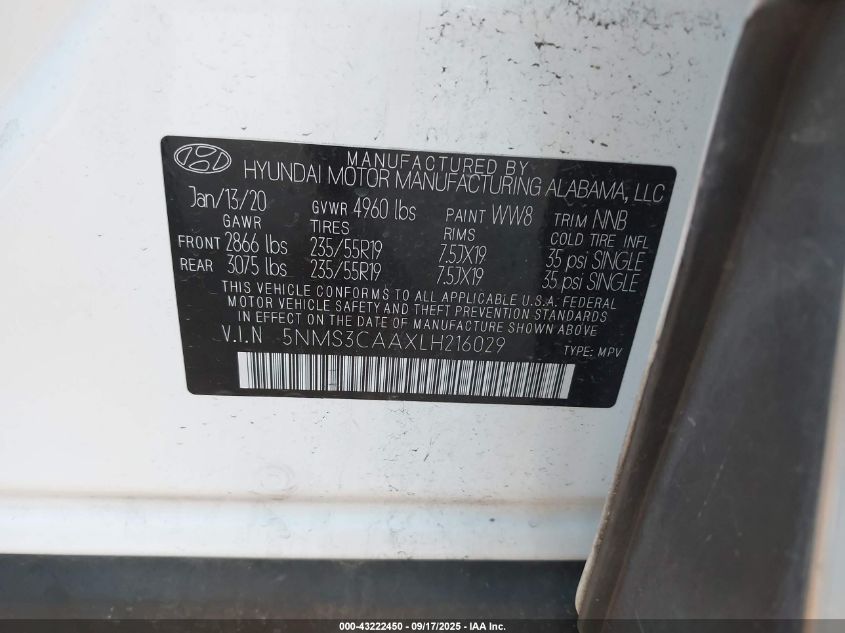 MANUFACTURED BY
HYUNDAI MOTOR MANUFACTURING ALABAMA, LLC
Jan/13/20 GVWR 4960 lbs PAINT WW8 TRIM NNB
GAWR TIRES RIMS COLD TIRE INFL
FRONT 2866 lbs 235/55R19 7.5JX19 35 psi SINGLE
REAR 3075 lbs 235/55R19 7.5JX19 35 psi SINGLE
THIS VEHICLE CONFORMS TO ALL APPLICABLE U.S.A. FEDERAL
MOTOR VEHICLE SAFETY AND THEFT PREVENTION STANDARDS
IN EFFECT ON THE DATE OF MANUFACTURE SHOWN ABOVE
V.I.N 5NMS3CAAXLH216029 TYPE: MPV
000-43222450 - 09/17/2025 - IAA Inc.